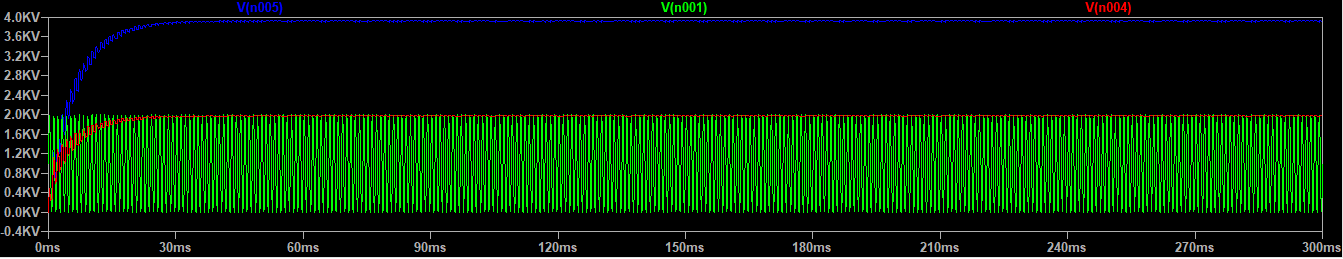 V(n005) V(n001) V(n004)
4.0KV
3.6KV
3.2KV
2.8KV
2.4KV
2.0KV
1.6KV
1.2KV
0.8KV
0.4KV
0.0KV
-0.4KV
0ms 30ms 60ms 90ms 120ms 150ms 180ms 210ms 240ms 270ms 300ms